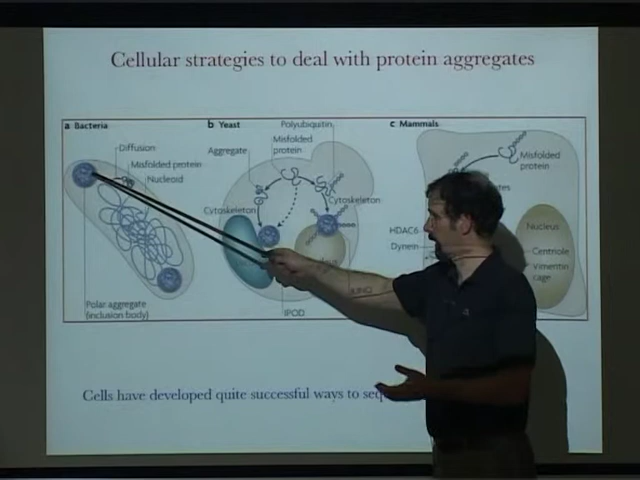 Cellular strategies to deal with protein aggregates
a Bacteria
Diffusion
Misfolded protein
Nucleoid
Polar aggregate
(inclusion body)
b Yeast
Polyubiquitin
Misfolded
protein
Aggregate
Cytoskeleton
Cytoskeleton
JUNQ
IPOD
c Mammals
Misfolded
protein
HDAC6
Dynein
Nucleus
Centriole
Vimentin
cage
Cells have developed quite successful ways to